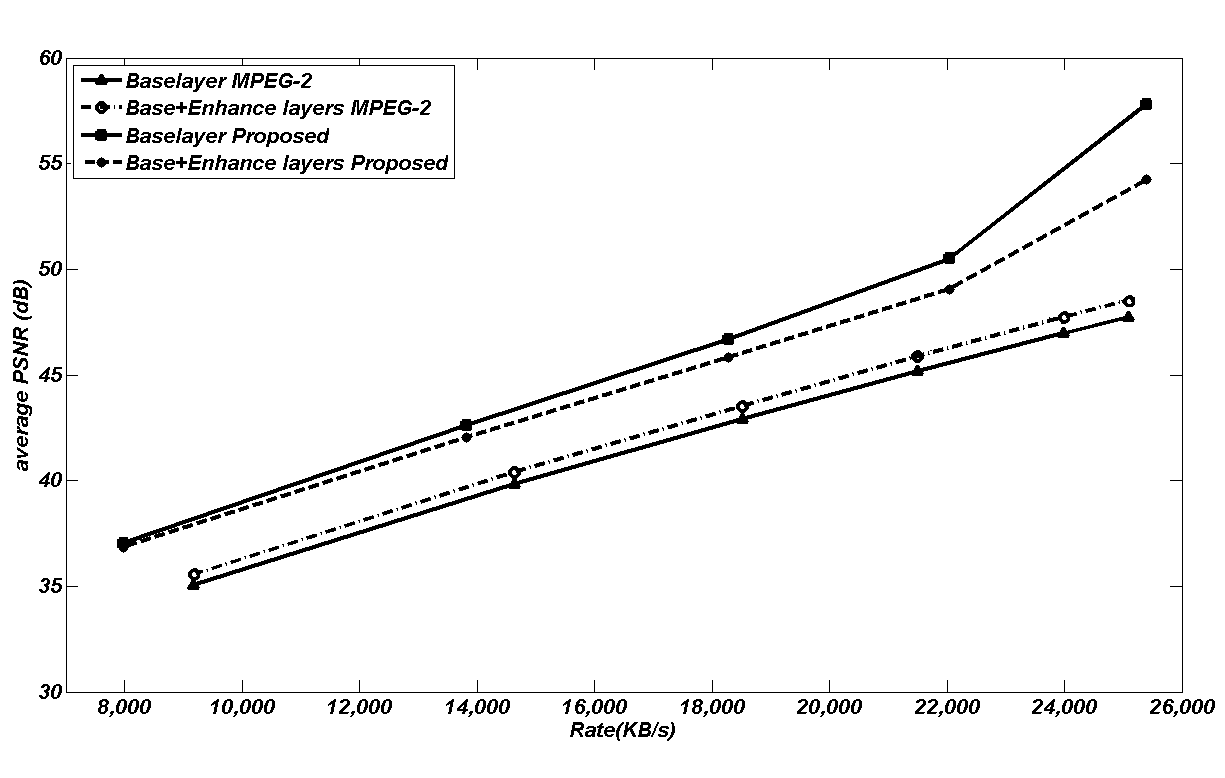 60
Baselayer MPEG-2
Base+Enhance layers MPEG-2
Baselayer Proposed
Base+Enhance layers Proposed
55
50
45
40
35
30
average PSNR (dB)
8,000 10,000 12,000 14,000 16,000 18,000 20,000 22,000 24,000 26,000
Rate(KB/s)